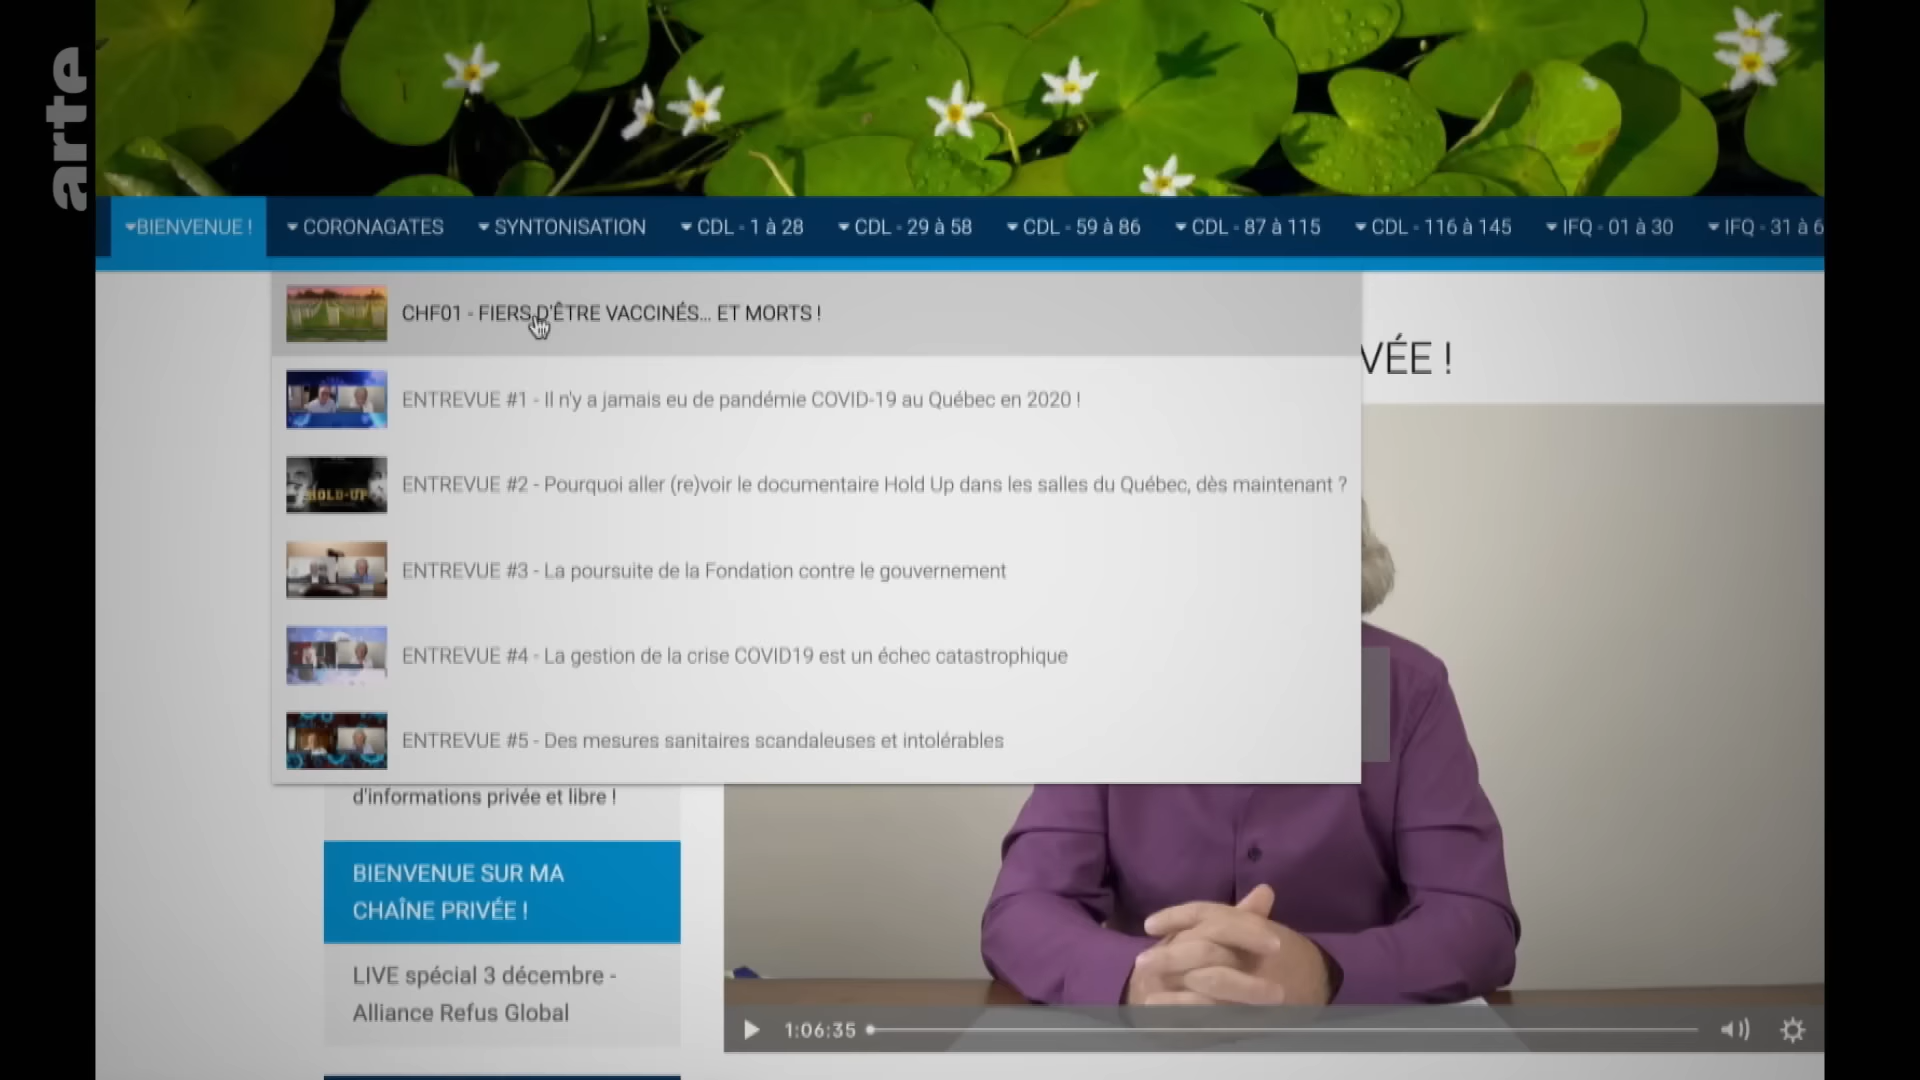 arte
BIENVENUE !
CORONAGATES
SYNTONISATION
CDL - 1 à 28
CDL - 29 à 58
CDL - 59 à 86
CDL - 87 à 115
CDL - 116 à 145
IFQ - 01 à 30
IFQ - 31 à 6
CHF01 - FIERS D'ÊTRE VACCINÉS... ET MORTS !
VÉE !
ENTREVUE #1 - Il n'y a jamais eu de pandémie COVID-19 au Québec en 2020 !
HOLD-UP
ENTREVUE #2 - Pourquoi aller (re)voir le documentaire Hold Up dans les salles du Québec, dès maintenant ?
ENTREVUE #3 - La poursuite de la Fondation contre le gouvernement
ENTREVUE #4 - La gestion de la crise COVID19 est un échec catastrophique
ENTREVUE #5 - Des mesures sanitaires scandaleuses et intolérables
d'informations privée et libre !
BIENVENUE SUR MA
CHAÎNE PRIVÉE !
LIVE spécial 3 décembre -
Alliance Refus Global
1:06:35